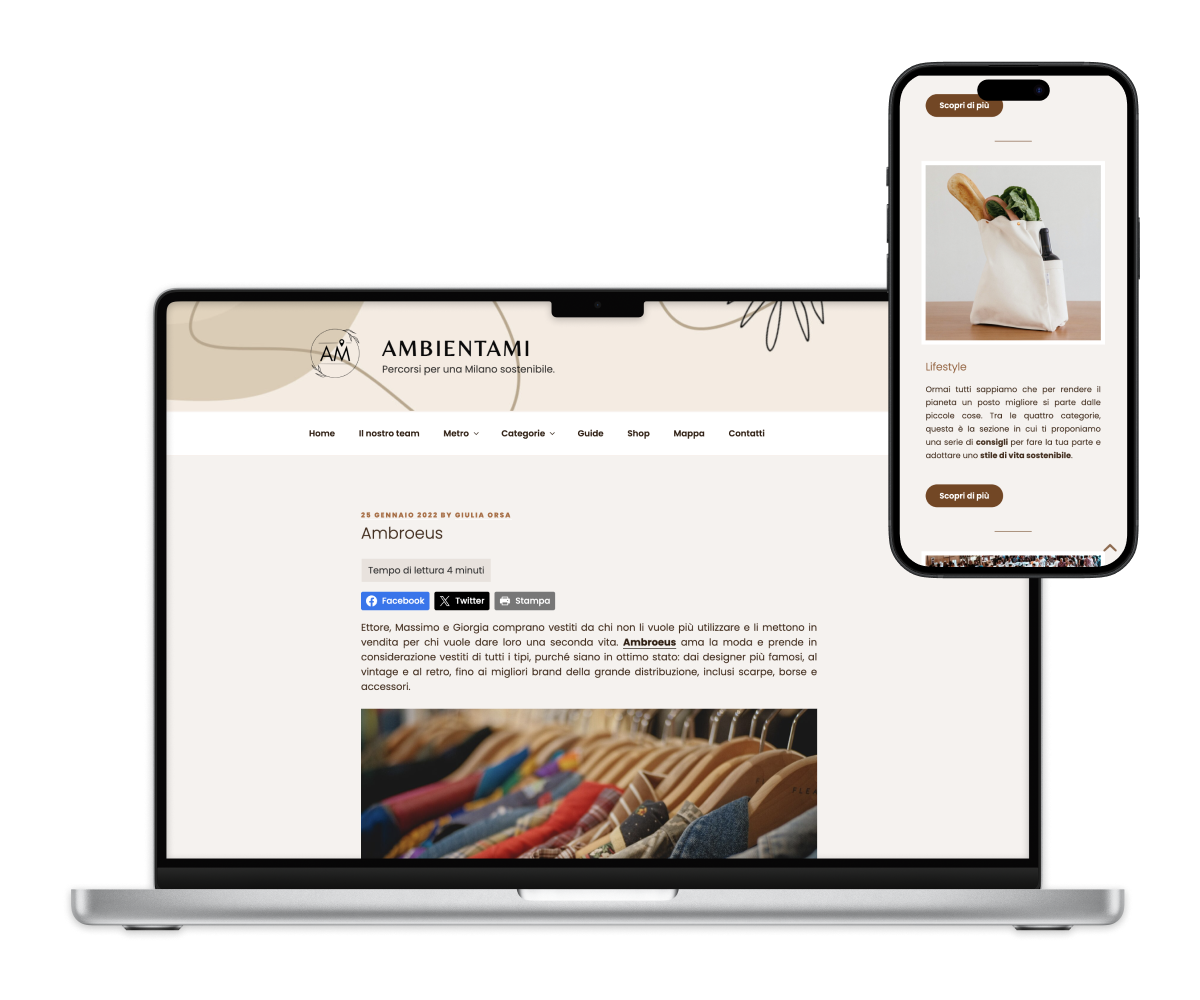 AM
AMBIENTAMI
Percorsi per una Milano sostenibile.
Home Il nostro team Metro Categorie Guide Shop Mappa Contatti
25 GENNAIO 2022 BY GIULIA ORSA
Ambroeus
Tempo di lettura 4 minuti
Facebook Twitter Stampa
Ettore, Massimo e Giorgia comprano vestiti da chi non li vuole più utilizzare e li mettono in
vendita per chi vuole dare loro una seconda vita. Ambroeus ama la moda e prende in
considerazione vestiti di tutti i tipi, purché siano in ottimo stato: dai designer più famosi, al
vintage e al retro, fino ai migliori brand della grande distribuzione, inclusi scarpe, borse e
accessori.
Scopri di più
Lifestyle
Ormai tutti sappiamo che per rendere il
pianeta un posto migliore si parte dalle
piccole cose. Tra le quattro categorie,
questa è la sezione in cui ti proponiamo
una serie di consigli per fare la tua parte e
adottare uno stile di vita sostenibile.
Scopri di più